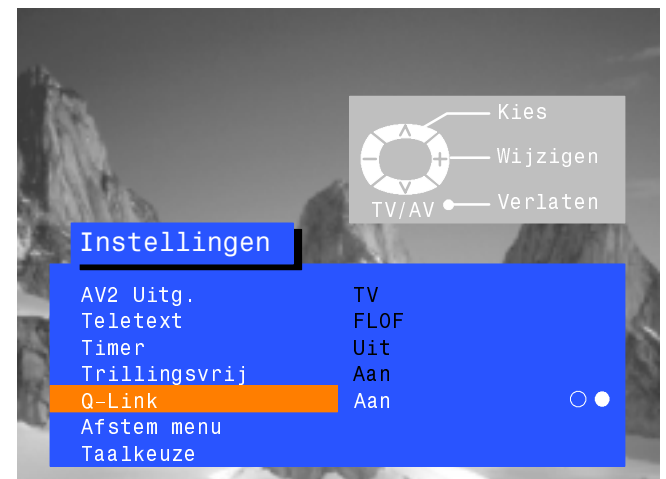 Kies
Wijzigen
TV/AV Verlaten
Instellingen
AV2 Uitg. TV
Teletext FLOF
Timer Uit
Trillingsvrij Aan
Q-Link Aan
Afstem menu
Taalkeuze